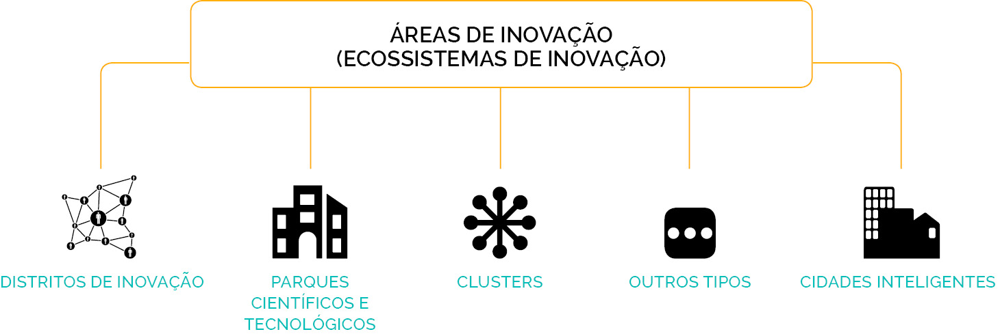 ÁREAS DE INOVAÇÃO
(ECOSSISTEMAS DE INOVAÇÃO)
DISTRITOS DE INOVAÇÃO
PARQUES
CIENTÍFICOS E
TECNOLÓGICOS
CLUSTERS
OUTROS TIPOS
CIDADES INTELIGENTES